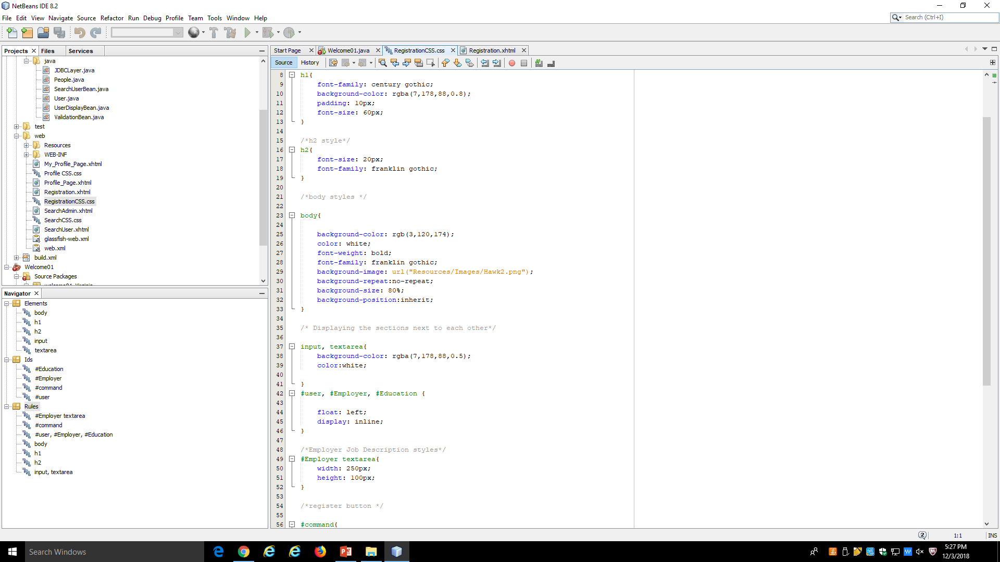 NetBeans IDE 8.2
File Edit View Navigate Source Refactor Run Debug Profile Team Tools Window Help
Search (Ctrl+I)
Projects Files Services
java
JDBCLayer.java
People.java
SearchUserBean.java
User.java
UserDisplayBean.java
ValidationBean.java
test
web
Resources
WEB-INF
My_Profile_Page.xhtml
Profile CSS.css
Profile_Page.xhtml
Registration.xhtml
RegistrationCSS.css
SearchAdmin.xhtml
SearchCSS.css
SearchUser.xhtml
glassfish-web.xml
web.xml
build.xml
Welcome01
Source Packages
Navigator
Elements
body
h1
h2
input
textarea
Ids
#Education
#Employer
#command
#user
Rules
#Employer textarea
#command
#user, #Employer, #Education
body
h1
h2
input, textarea
Start Page Welcome01.java RegistrationCSS.css Registration.xhtml
Source History
8 h1{
9 font-family: century gothic;
10 background-color: rgba(7,178,88,0.8);
11 padding: 10px;
12 font-size: 60px;
13 }
14
15 /*h2 style*/
16 h2{
17 font-size: 20px;
18 font-family: franklin gothic;
19 }
20
21 /*body styles */
22
23 body{
24
25 background-color: rgb(3,120,174);
26 color: white;
27 font-weight: bold;
28 font-family: franklin gothic;
29 background-image: url("Resources/Images/Hawk2.png");
30 background-repeat:no-repeat;
31 background-size: 80%;
32 background-position:inherit;
33 }
34
35 /* Displaying the sections next to each other*/
36
37 input, textarea{
38 background-color: rgba(7,178,88,0.5);
39 color:white;
40
41 }
42 #user, #Employer, #Education {
43
44 float: left;
45 display: inline;
46 }
47
48 /*Employer Job Description styles*/
49 #Employer textarea{
50 width: 250px;
51 height: 100px;
52 }
53
54 /*register button */
55
56 #command{
2 1:1 INS
Search Windows
5:27 PM
12/3/2018